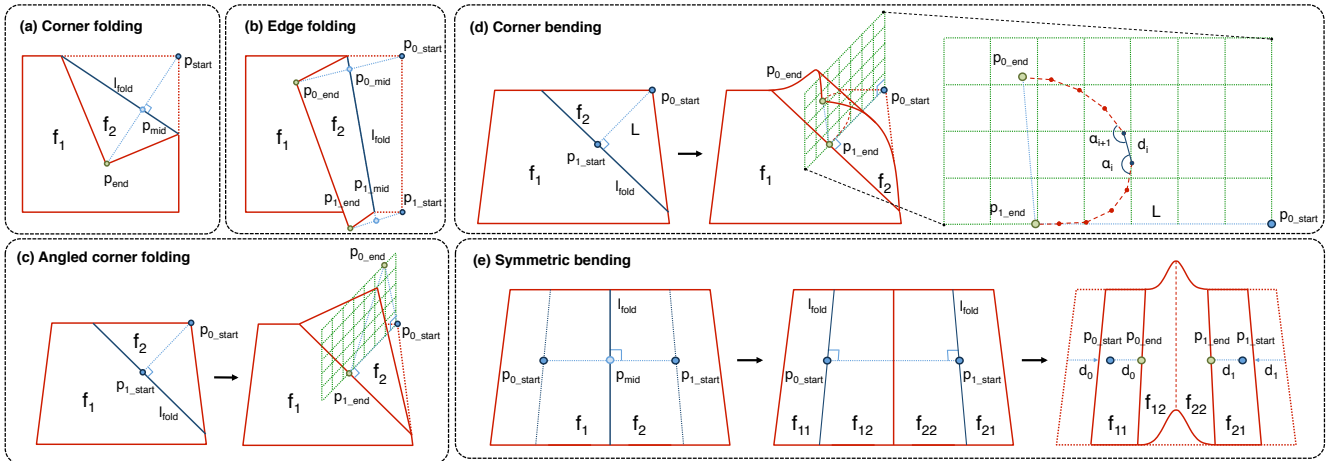 (a) Corner folding
p_start
l_fold
f_1
f_2
p_mid
p_end
(b) Edge folding
p_0_start
p_0_mid
p_0_end
f_1
f_2
l_fold
p_1_mid
p_1_end
p_1_start
(c) Angled corner folding
f_2
p_0_start
p_1_start
f_1
l_fold
p_0_end
p_0_start
f_1
f_2
p_1_end
(d) Corner bending
f_2
p_0_start
L
p_1_start
f_1
l_fold
p_0_end
p_0_start
p_1_end
f_1
f_2
p_0_end
α_i+1
d_i
α_i
p_1_end
L
p_0_start
(e) Symmetric bending
l_fold
p_0_start
p_mid
p_1_start
f_1
f_2
l_fold
l_fold
p_0_start
p_1_start
f_11
f_12
f_22
f_21
p_0_start
p_0_end
p_1_end
p_1_start
d_0
d_0
d_1
d_1
f_12
f_22
f_11
f_21